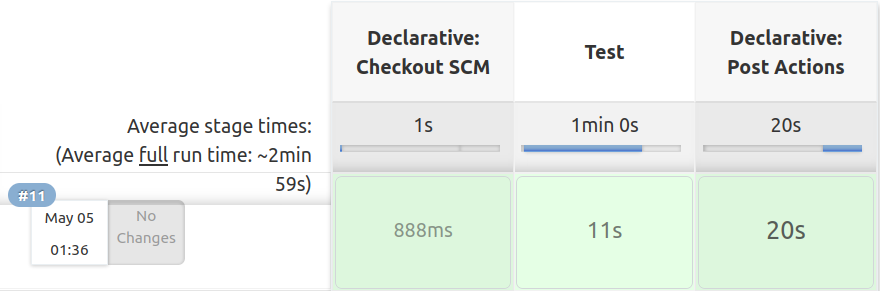 Declarative:
Checkout SCM
Test
Declarative:
Post Actions
Average stage times:
(Average full run time: ~2min
59s)
1s
1min 0s
20s
#11
May 05
01:36
No
Changes
888ms
11s
20s